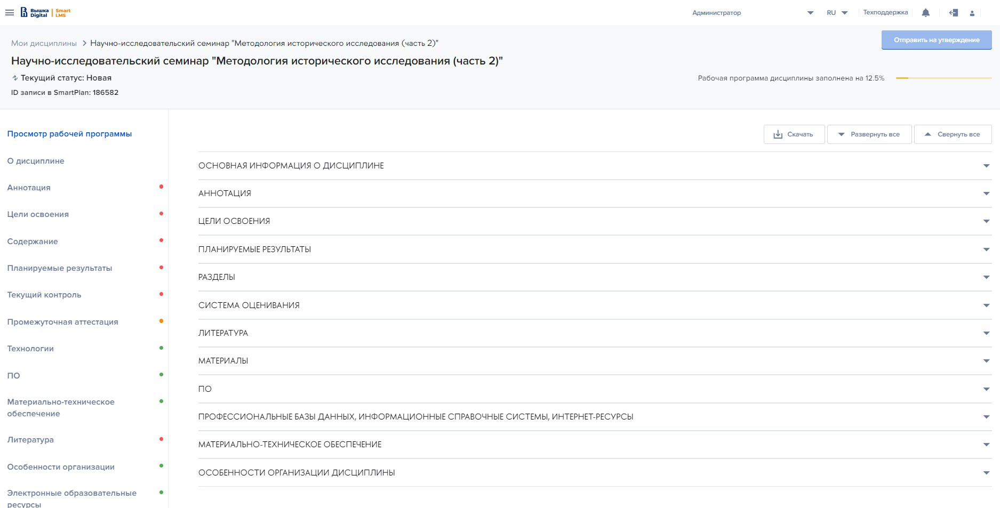 Вышка Digital | Smart LMS
Администратор
RU
Техподдержка
Мои дисциплины > Научно-исследовательский семинар "Методология исторического исследования (часть 2)"
Отправить на утверждение
Научно-исследовательский семинар "Методология исторического исследования (часть 2)"
Текущий статус: Новая
Рабочая программа дисциплины заполнена на 12.5%
ID записи в SmartPlan: 186582
Просмотр рабочей программы
О дисциплине
Аннотация
Цели освоения
Содержание
Планируемые результаты
Текущий контроль
Промежуточная аттестация
Технологии
ПО
Материально-техническое
обеспечение
Литература
Особенности организации
Электронные образовательные
ресурсы
Скачать
Развернуть все
Свернуть все
ОСНОВНАЯ ИНФОРМАЦИЯ О ДИСЦИПЛИНЕ
АННОТАЦИЯ
ЦЕЛИ ОСВОЕНИЯ
ПЛАНИРУЕМЫЕ РЕЗУЛЬТАТЫ
РАЗДЕЛЫ
СИСТЕМА ОЦЕНИВАНИЯ
ЛИТЕРАТУРА
МАТЕРИАЛЫ
ПО
ПРОФЕССИОНАЛЬНЫЕ БАЗЫ ДАННЫХ, ИНФОРМАЦИОННЫЕ СПРАВОЧНЫЕ СИСТЕМЫ, ИНТЕРНЕТ-РЕСУРСЫ
МАТЕРИАЛЬНО-ТЕХНИЧЕСКОЕ ОБЕСПЕЧЕНИЕ
ОСОБЕННОСТИ ОРГАНИЗАЦИИ ДИСЦИПЛИНЫ